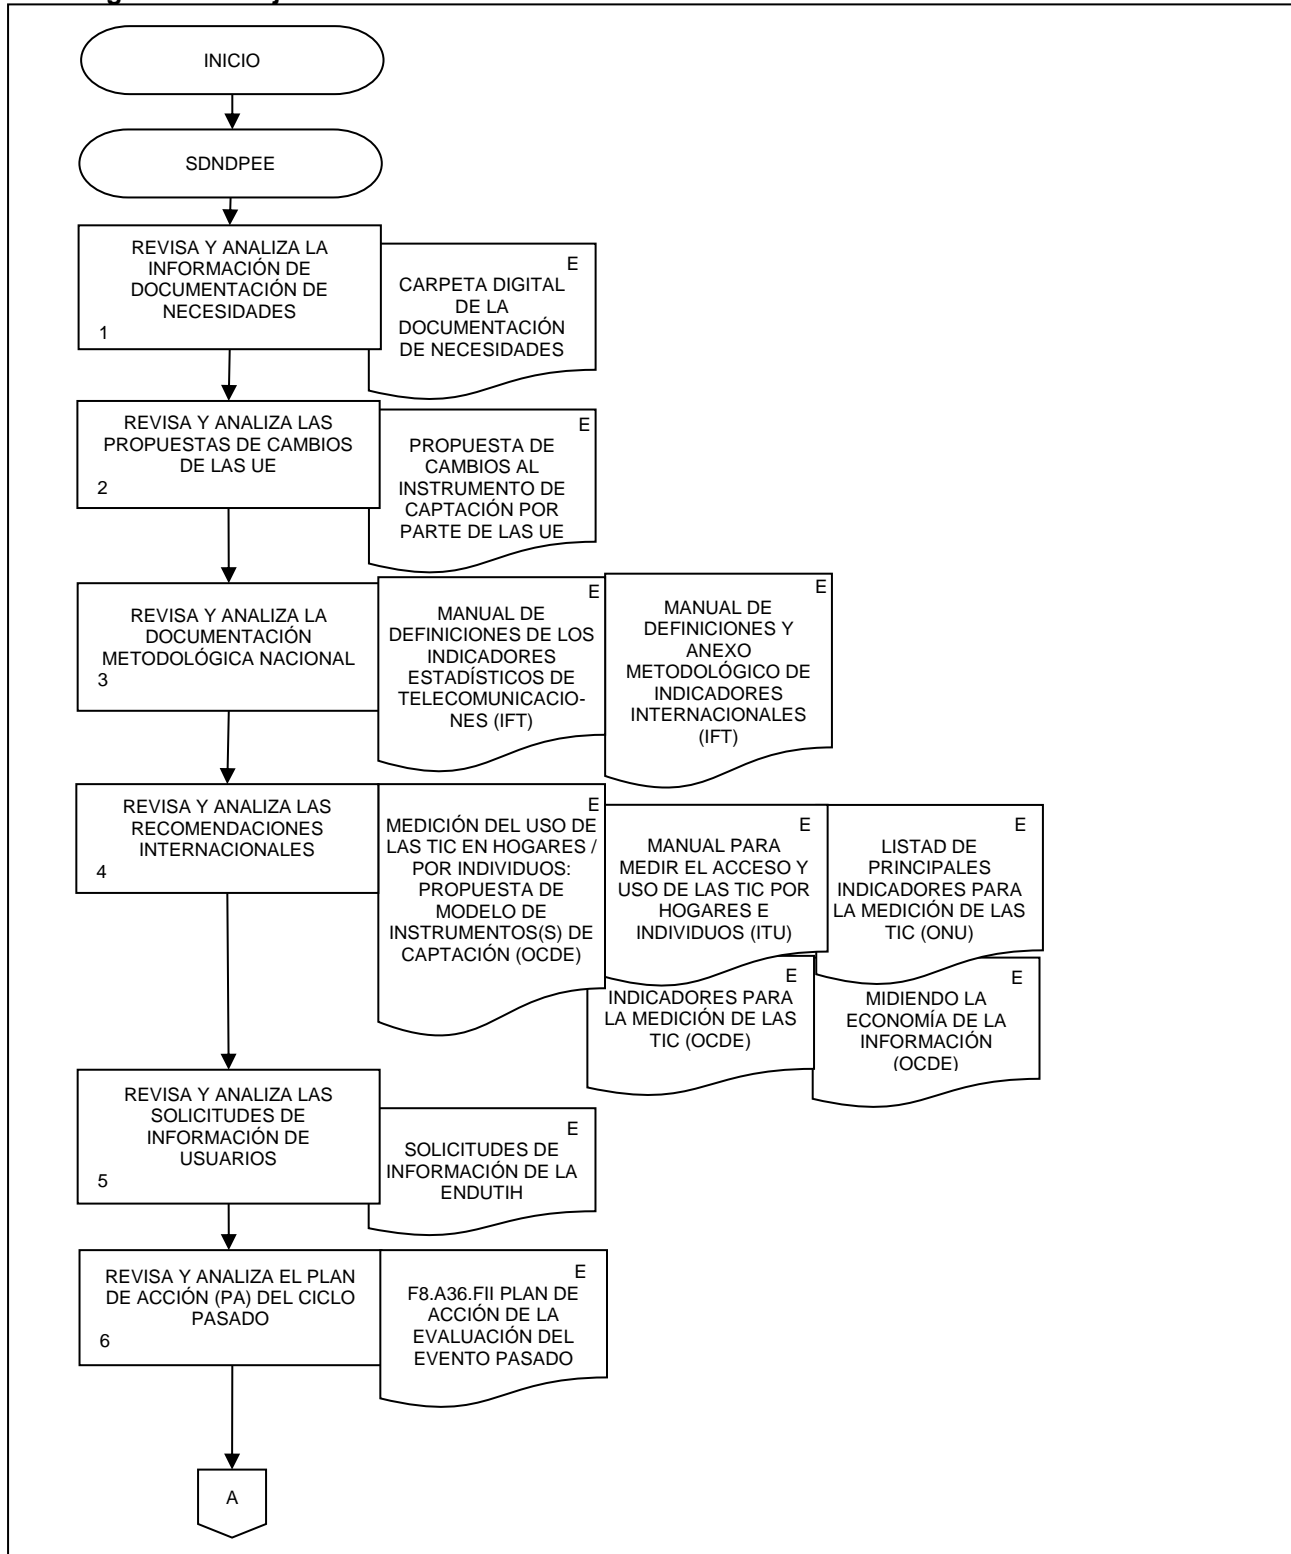 INICIO
SDNDPEE
REVISA Y ANALIZA LA
INFORMACIÓN DE
DOCUMENTACIÓN DE
NECESIDADES
1
E
CARPETA DIGITAL
DE LA
DOCUMENTACIÓN
DE NECESIDADES
REVISA Y ANALIZA LAS
PROPUESTAS DE CAMBIOS
DE LAS UE
2
E
PROPUESTA DE
CAMBIOS AL
INSTRUMENTO DE
CAPTACIÓN POR
PARTE DE LAS UE
REVISA Y ANALIZA LA
DOCUMENTACIÓN
METODOLÓGICA NACIONAL
3
E
MANUAL DE
DEFINICIONES DE LOS
INDICADORES
ESTADÍSTICOS DE
TELECOMUNICACIO-
NES (IFT)
E
MANUAL DE
DEFINICIONES Y
ANEXO
METODOLÓGICO DE
INDICADORES
INTERNACIONALES
(IFT)
REVISA Y ANALIZA LAS
RECOMENDACIONES
INTERNACIONALES
4
E
MEDICIÓN DEL USO DE
LAS TIC EN HOGARES /
POR INDIVIDUOS:
PROPUESTA DE
MODELO DE
INSTRUMENTOS(S) DE
CAPTACIÓN (OCDE)
E
MANUAL PARA
MEDIR EL ACCESO Y
USO DE LAS TIC POR
HOGARES E
INDIVIDUOS (ITU)
E
LISTAD DE
PRINCIPALES
INDICADORES PARA
LA MEDICIÓN DE LAS
TIC (ONU)
E
INDICADORES PARA
LA MEDICIÓN DE LAS
TIC (OCDE)
E
MIDIENDO LA
ECONOMÍA DE LA
INFORMACIÓN
(OCDE)
REVISA Y ANALIZA LAS
SOLICITUDES DE
INFORMACIÓN DE
USUARIOS
5
E
SOLICITUDES DE
INFORMACIÓN DE LA
ENDUTIH
REVISA Y ANALIZA EL PLAN
DE ACCIÓN (PA) DEL CICLO
PASADO
6
E
F8.A36.FII PLAN DE
ACCIÓN DE LA
EVALUACIÓN DEL
EVENTO PASADO
A